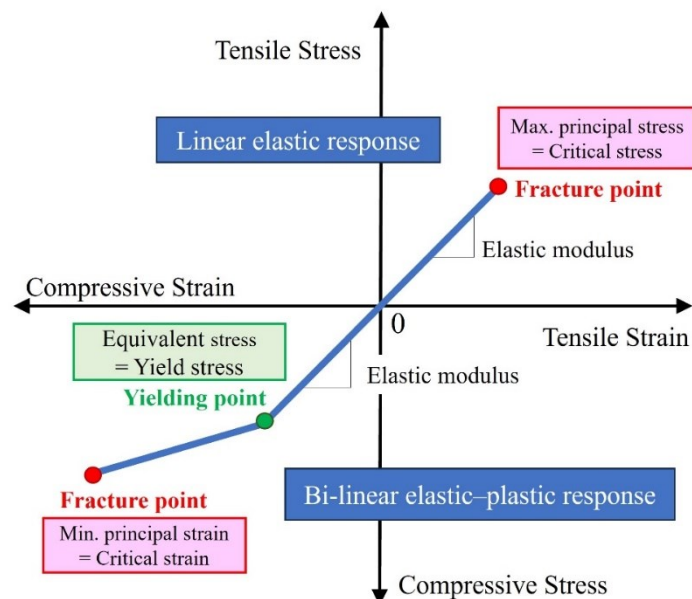 Tensile Stress
Linear elastic response
Max. principal stress
= Critical stress
Fracture point
Elastic modulus
Compressive Strain
0
Tensile Strain
Equivalent stress
= Yield stress
Elastic modulus
Yielding point
Fracture point
Bi-linear elastic–plastic response
Min. principal strain
= Critical strain
Compressive Stress